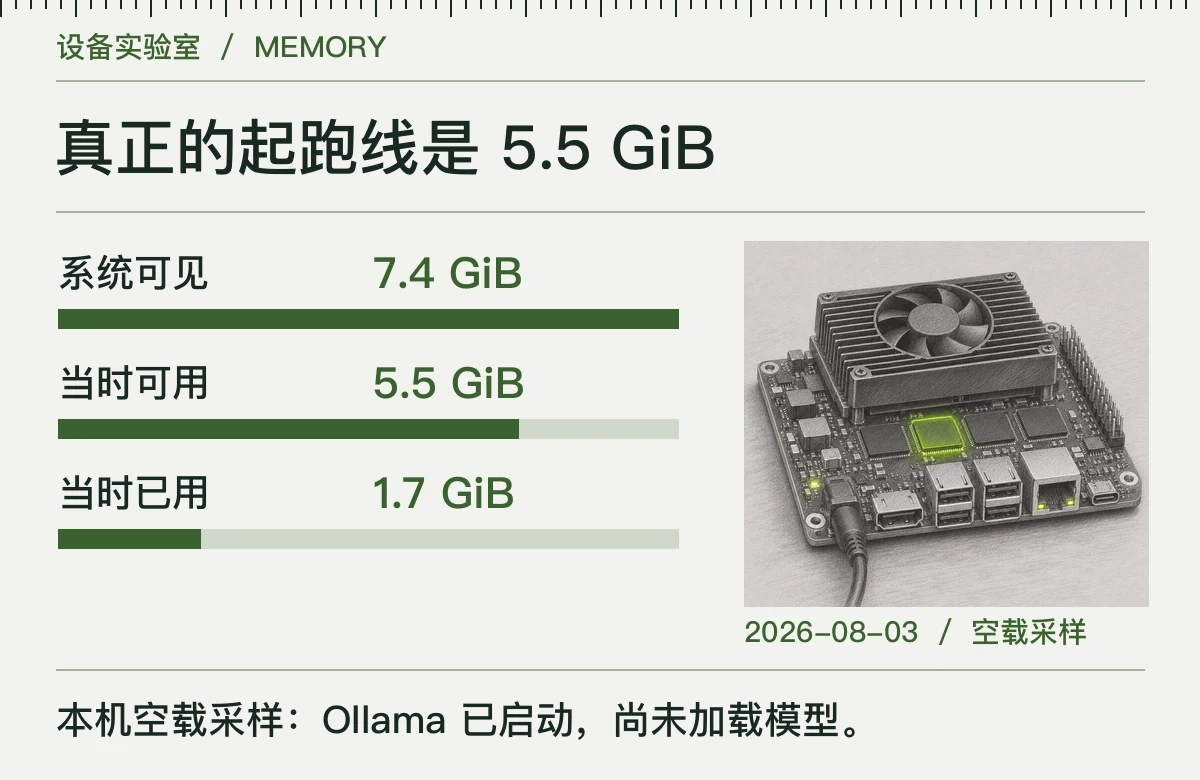 设备实验室 / MEMORY
真正的起跑线是 5.5 GiB
系统可见 7.4 GiB
当时可用 5.5 GiB
当时已用 1.7 GiB
2026–08–03 / 空载采样
本机空载采样：Ollama 已启动，尚未加载模型。